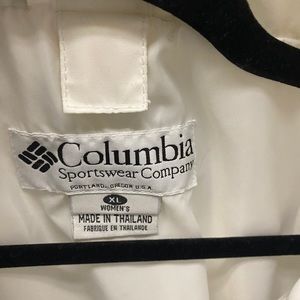 Columbia
Sportswear Company
PORTLAND, OREGON U.S.A.
XL
WOMEN'S
MADE IN THAILAND
FABRIQUE EN THAILANDE